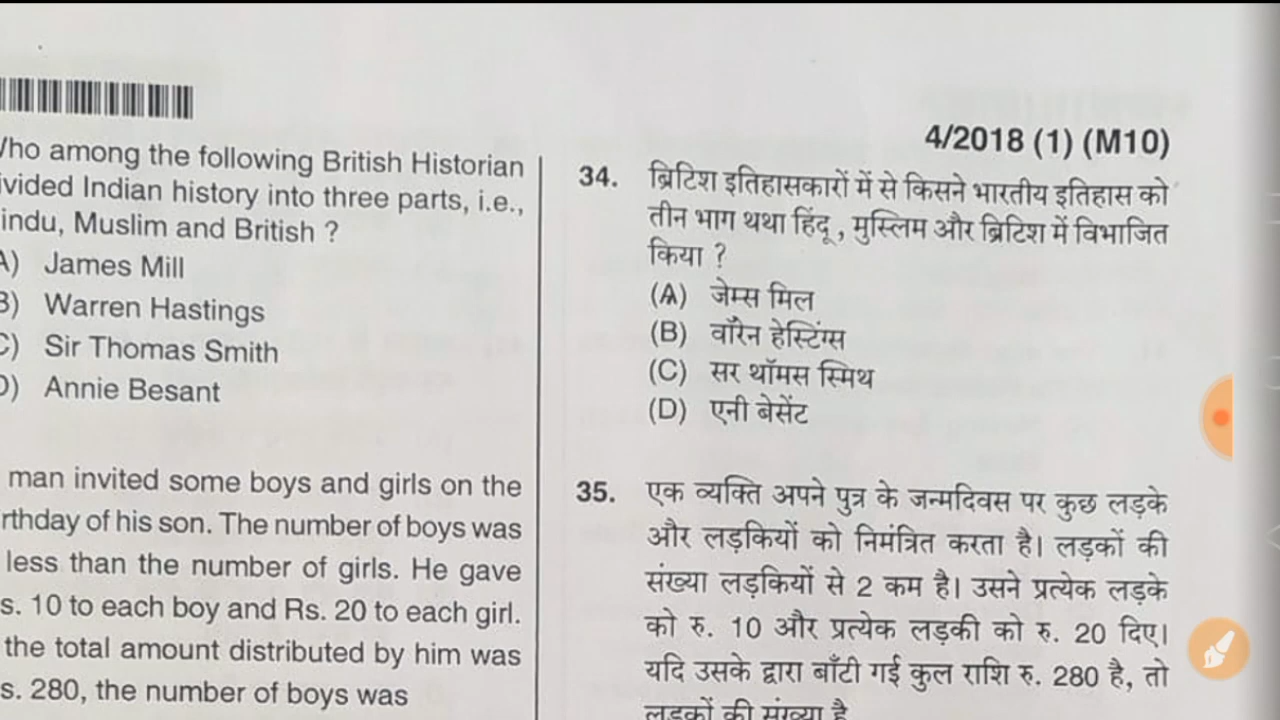 4/2018 (1) (M10)
ho among the following British Historian
ivided Indian history into three parts, i.e.,
indu, Muslim and British ?
A) James Mill
B) Warren Hastings
C) Sir Thomas Smith
D) Annie Besant
man invited some boys and girls on the
rthday of his son. The number of boys was
less than the number of girls. He gave
s. 10 to each boy and Rs. 20 to each girl.
the total amount distributed by him was
s. 280, the number of boys was
34. ब्रिटिश इतिहासकारों में से किसने भारतीय इतिहास को
तीन भाग थथा हिंदू , मुस्लिम और ब्रिटिश में विभाजित
किया ?
(A) जेम्स मिल
(B) वॉरेन हेस्टिंग्स
(C) सर थॉमस स्मिथ
(D) एनी बेसेंट
35. एक व्यक्ति अपने पुत्र के जन्मदिवस पर कुछ लड़के
और लड़कियों को निमंत्रित करता है। लड़कों की
संख्या लड़कियों से 2 कम है। उसने प्रत्येक लड़के
को रु. 10 और प्रत्येक लड़की को रु. 20 दिए।
यदि उसके द्वारा बाँटी गई कुल राशि रु. 280 है, तो
लड़कों की संख्या है